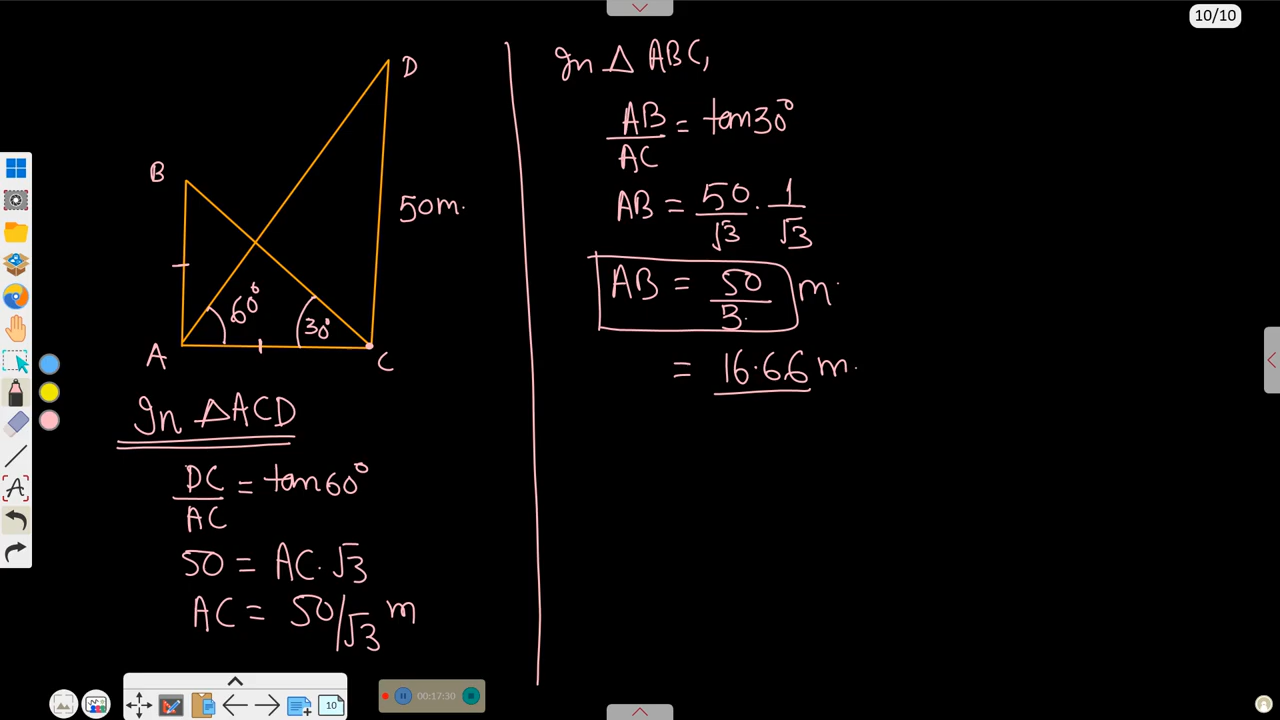 10/10
D
B
50m.
60°
30°
A
C
In △ACD
DC/AC = tan60°
50 = AC·√3
AC = 50/√3 m
In △ ABC,
AB/AC = tan30°
AB = 50/√3 · 1/√3
AB = 50/3 m.
= 16.66 m.
10
00:17:30